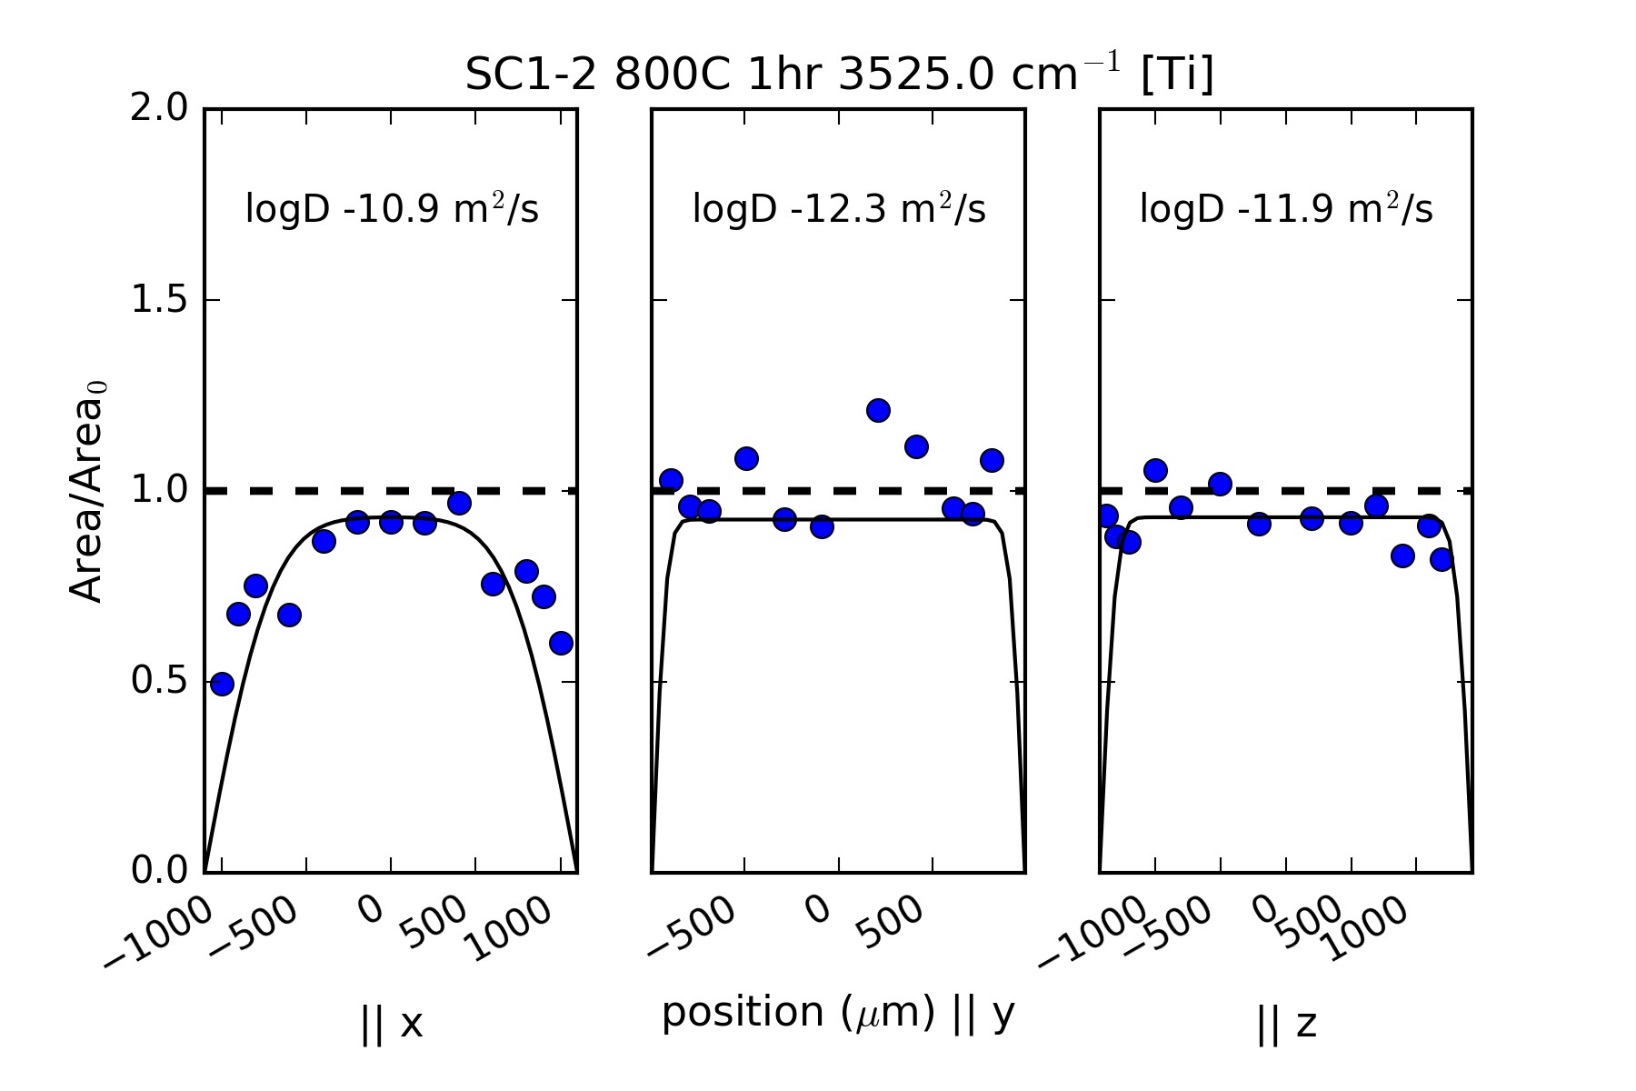 SC1-2 800C 1hr 3525.0 cm⁻¹ [Ti]
logD -10.9 m²/s
logD -12.3 m²/s
logD -11.9 m²/s
2.0
1.5
1.0
0.5
0.0
Area/Area₀
−1000 −500 0 500 1000
−500 0 500
−1000 −500 0 500 1000
|| x
position (μm) || y
|| z